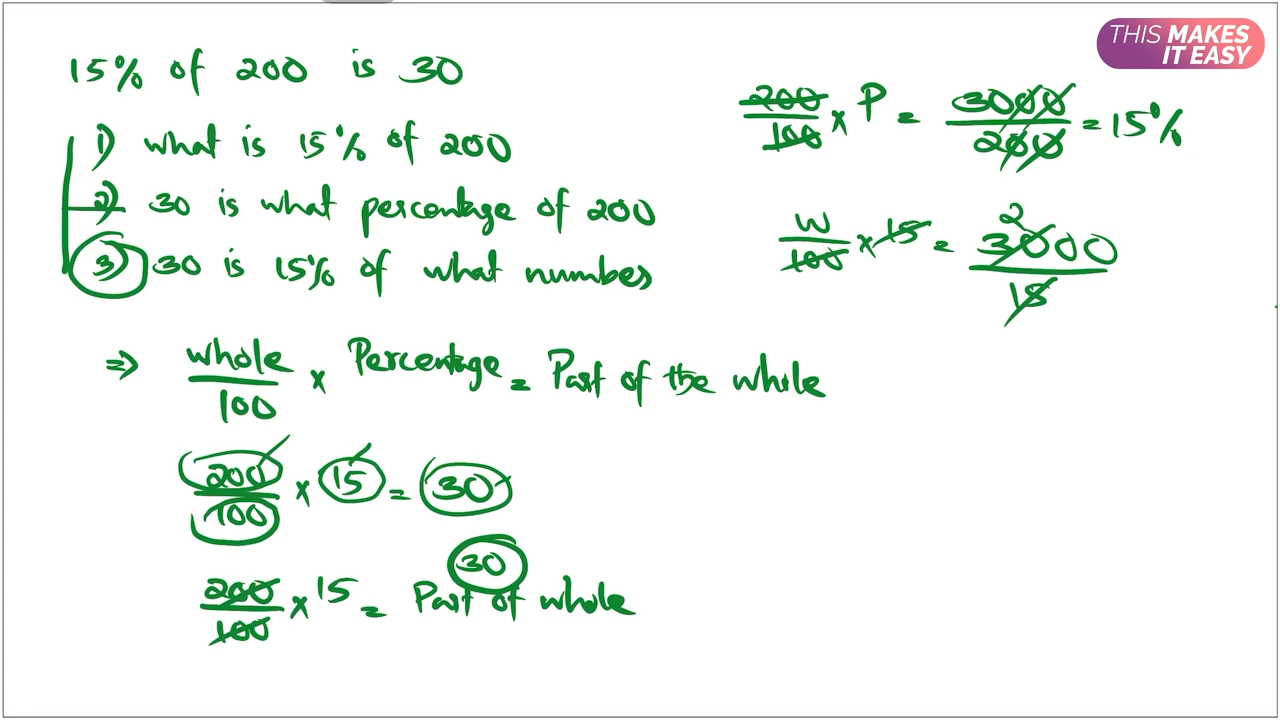 THIS MAKES
IT EASY
15% of 200 is 30
1) what is 15% of 200
2) 30 is what percentage of 200
3) 30 is 15% of what number
⇒ whole/100 × Percentage = Part of the whole
200/100 × 15 = 30
30
200/100 × 15 = Part of whole
200/100 × P = 3000/200 = 15%
2
W/100 × 15 = 3000/15